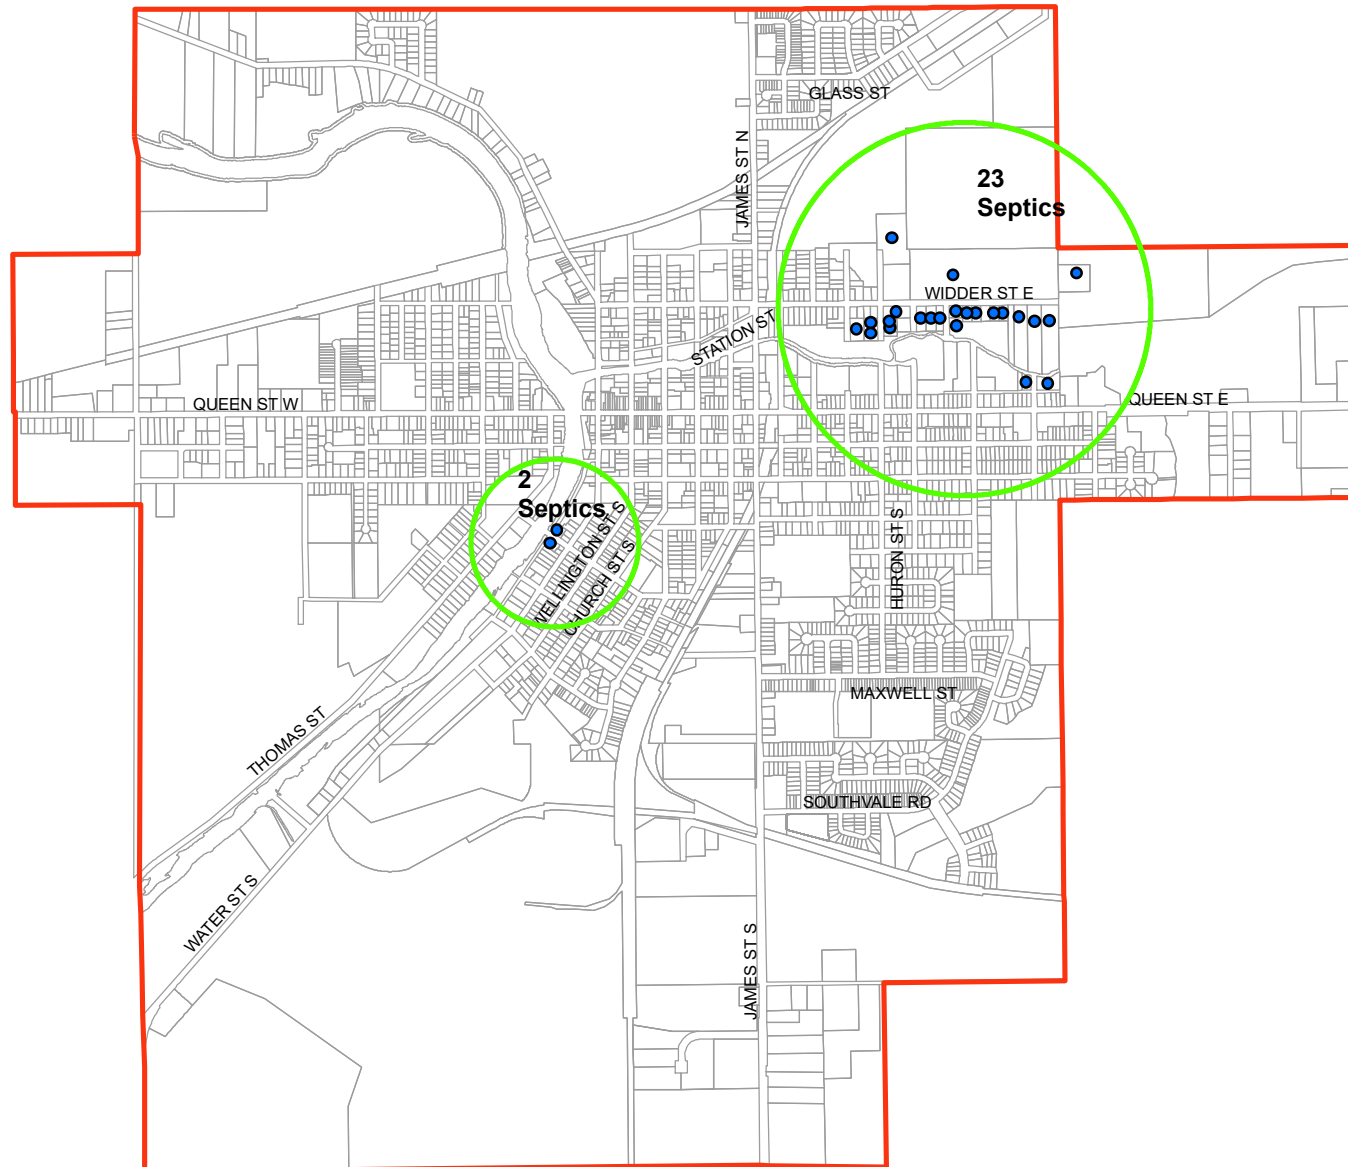 GLASS ST
JAMES ST N
23
Septics
WIDDER ST E
STATION ST
QUEEN ST W
QUEEN ST E
2
Septics
WELLINGTON ST S
CHURCH ST S
HURON ST S
MAXWELL ST
THOMAS ST
SOUTHVALE RD
WATER ST S
JAMES ST S